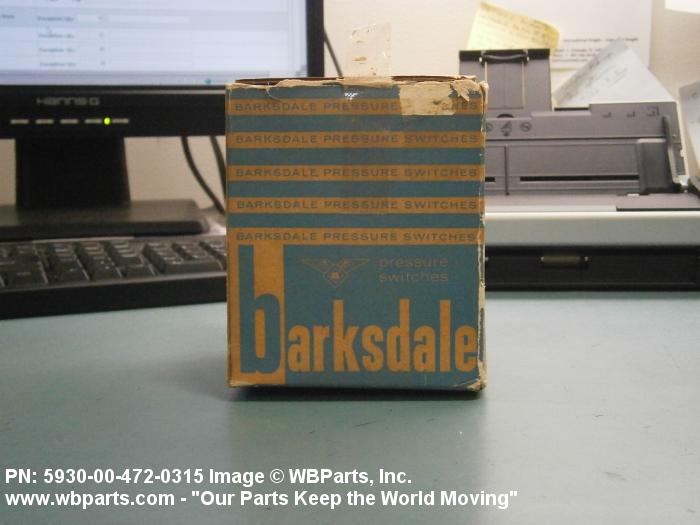 Hanns-G
BARKSDALE PRESSURE SWITCHES
BARKSDALE PRESSURE SWITCHES
BARKSDALE PRESSURE SWITCHES
BARKSDALE PRESSURE SWITCHES
BARKSDALE PRESSURE SWITCHES
pressure
switches
barksdale
PN: 5930-00-472-0315 Image © WBParts, Inc.
www.wbparts.com - "Our Parts Keep the World Moving"